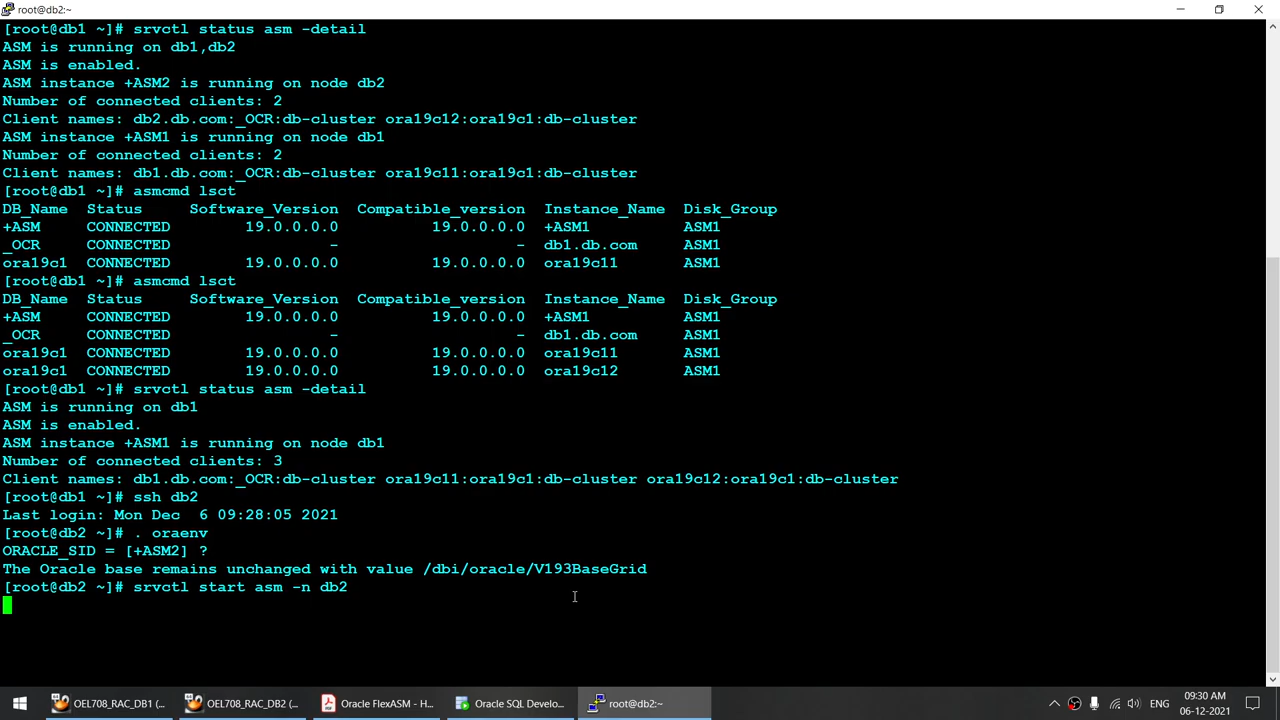 root@db2:~
[root@db1 ~]# srvctl status asm -detail
ASM is running on db1,db2
ASM is enabled.
ASM instance +ASM2 is running on node db2
Number of connected clients: 2
Client names: db2.db.com:_OCR:db-cluster ora19c12:ora19c1:db-cluster
ASM instance +ASM1 is running on node db1
Number of connected clients: 2
Client names: db1.db.com:_OCR:db-cluster ora19c11:ora19c1:db-cluster
[root@db1 ~]# asmcmd lsct
DB_Name  Status     Software_Version  Compatible_version  Instance_Name  Disk_Group
+ASM     CONNECTED        19.0.0.0.0          19.0.0.0.0  +ASM1          ASM1
_OCR     CONNECTED                 -                   -  db1.db.com     ASM1
ora19c1  CONNECTED        19.0.0.0.0          19.0.0.0.0  ora19c11       ASM1
[root@db1 ~]# asmcmd lsct
DB_Name  Status     Software_Version  Compatible_version  Instance_Name  Disk_Group
+ASM     CONNECTED        19.0.0.0.0          19.0.0.0.0  +ASM1          ASM1
_OCR     CONNECTED                 -                   -  db1.db.com     ASM1
ora19c1  CONNECTED        19.0.0.0.0          19.0.0.0.0  ora19c11       ASM1
ora19c1  CONNECTED        19.0.0.0.0          19.0.0.0.0  ora19c12       ASM1
[root@db1 ~]# srvctl status asm -detail
ASM is running on db1
ASM is enabled.
ASM instance +ASM1 is running on node db1
Number of connected clients: 3
Client names: db1.db.com:_OCR:db-cluster ora19c11:ora19c1:db-cluster ora19c12:ora19c1:db-cluster
[root@db1 ~]# ssh db2
Last login: Mon Dec  6 09:28:05 2021
[root@db2 ~]# . oraenv
ORACLE_SID = [+ASM2] ?
The Oracle base remains unchanged with value /dbi/oracle/V193BaseGrid
[root@db2 ~]# srvctl start asm -n db2
OEL708_RAC_DB1 (... OEL708_RAC_DB2 (... Oracle FlexASM - H... Oracle SQL Develo... root@db2:~ ENG 09:30 AM
06-12-2021